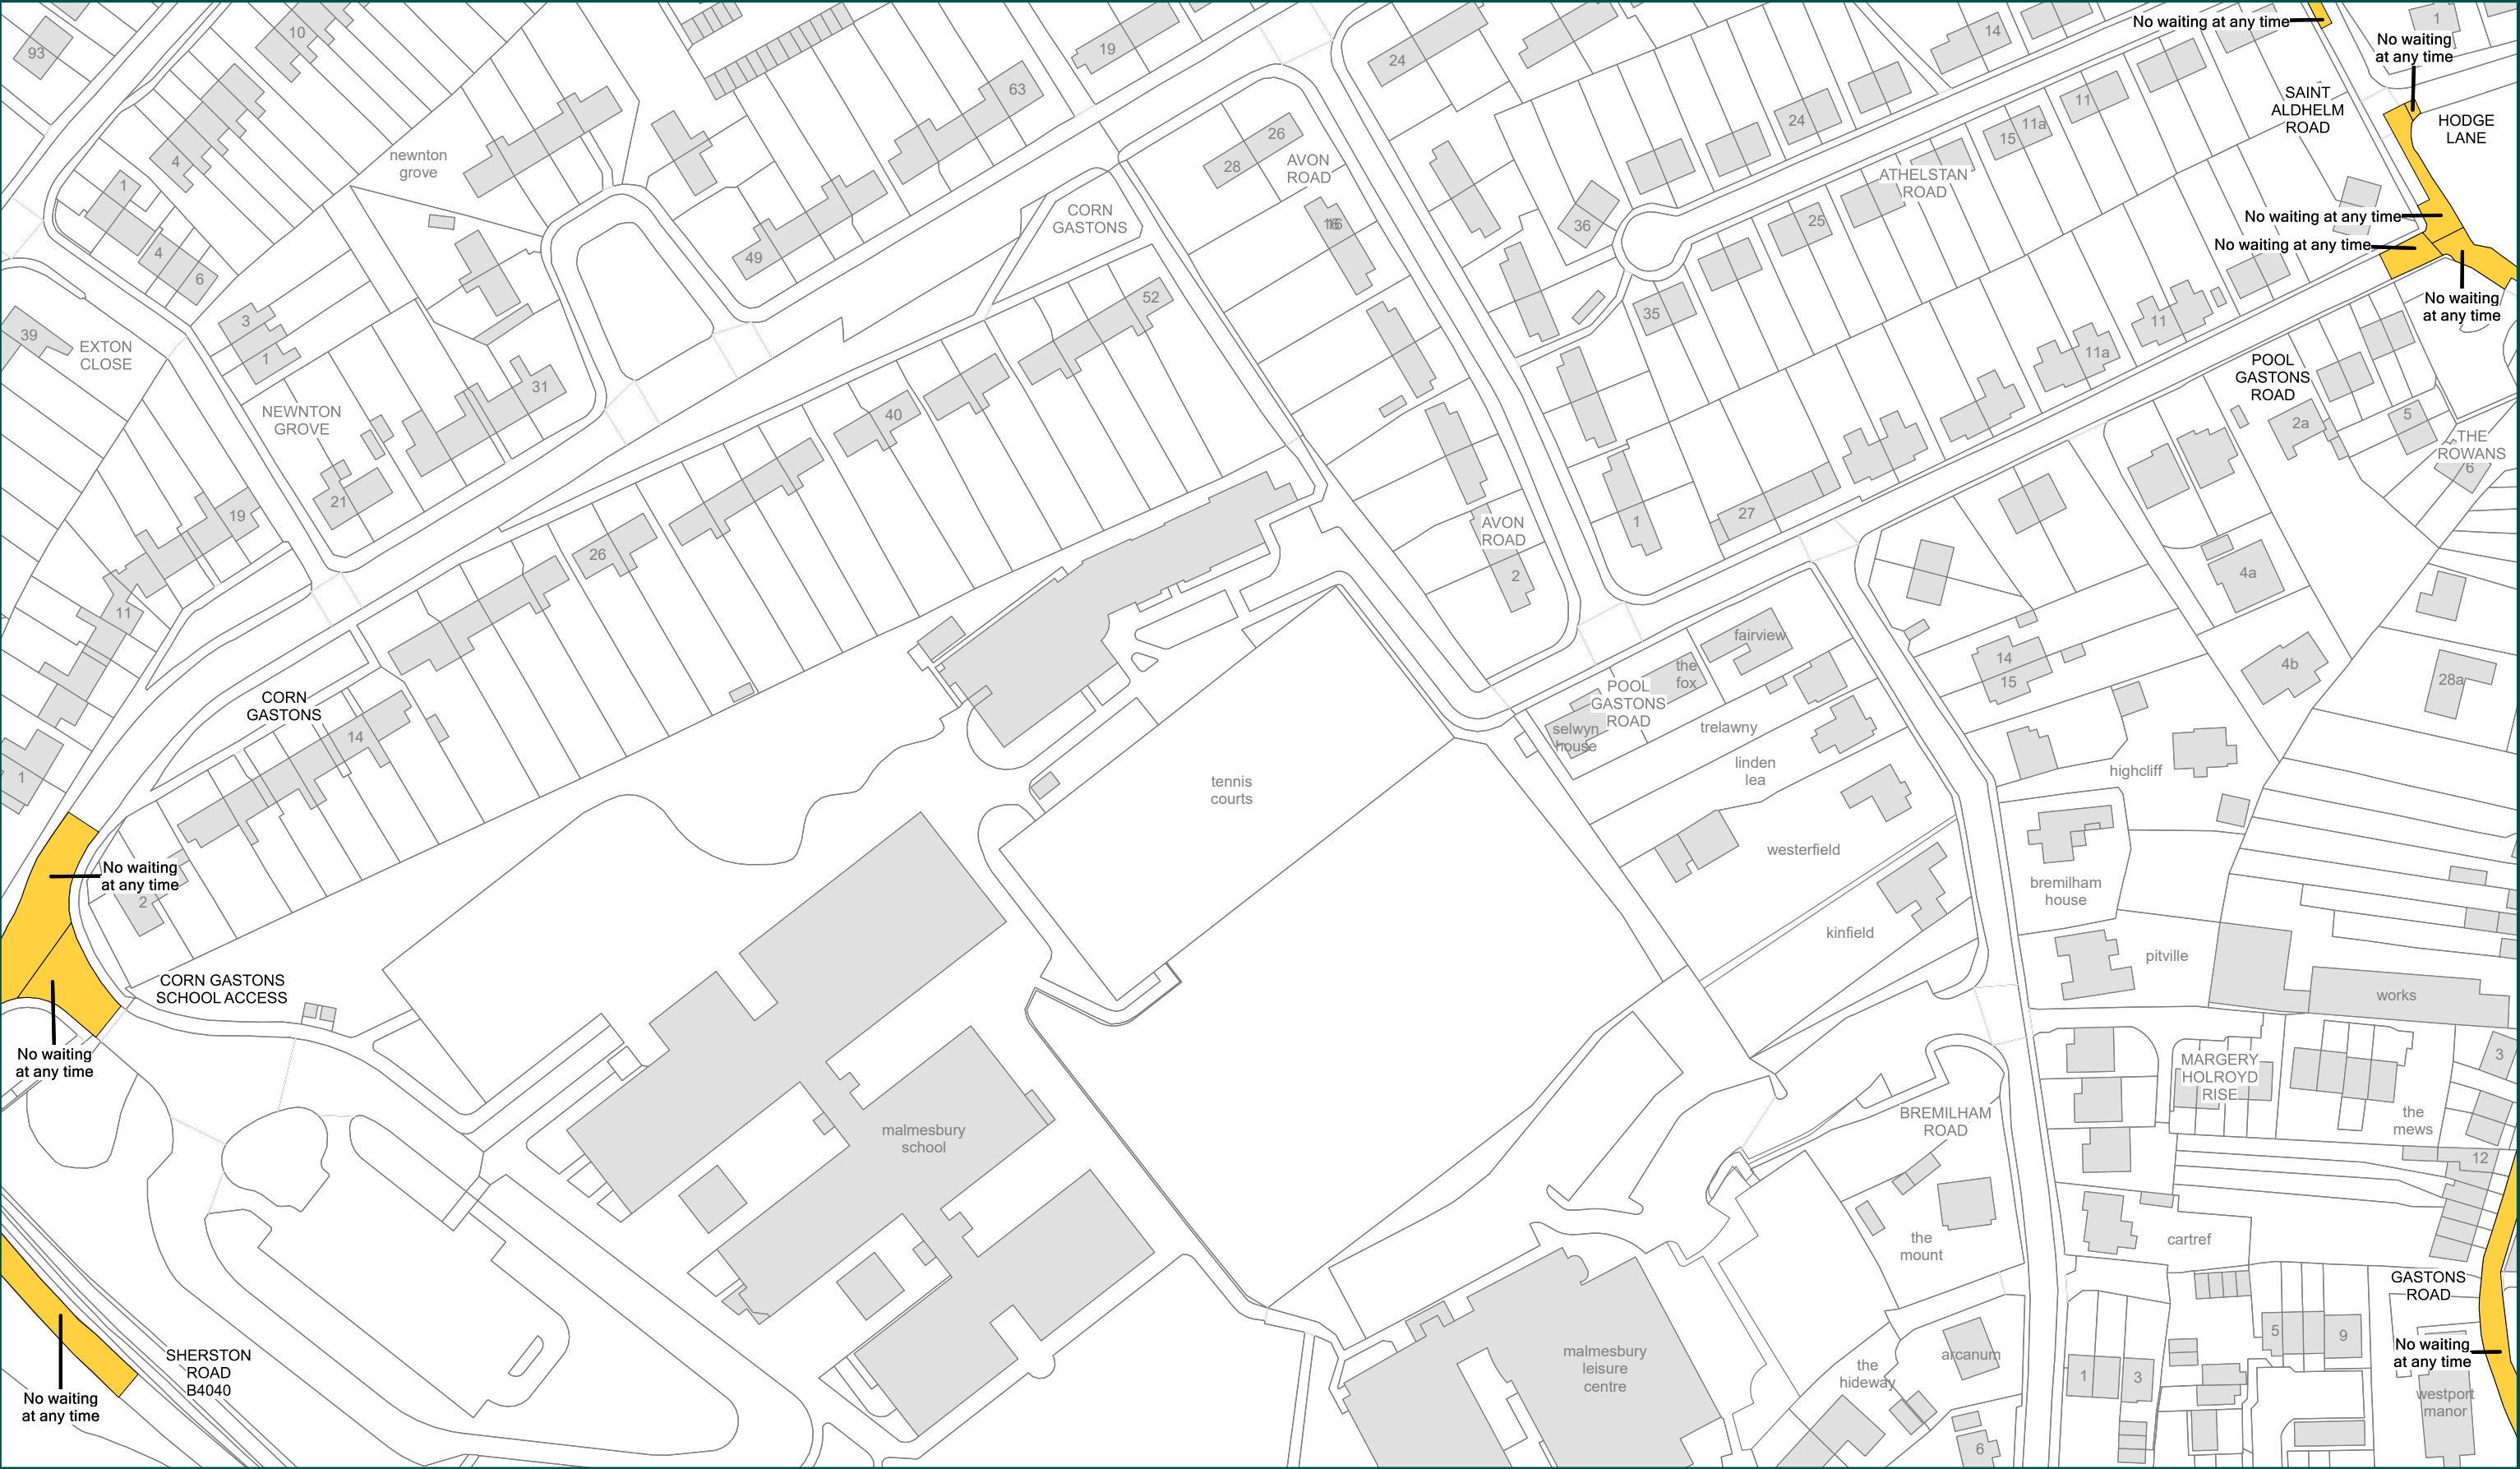 93
10
4
1
4
6
newnton
grove
19
63
49
24
14
No waiting at any time
1
No waiting
at any time
SAINT
ALDHELM
ROAD
HODGE
LANE
26
28
AVON
ROAD
16
CORN
GASTONS
36
24
ATHELSTAN
ROAD
15
11a
11
25
35
No waiting at any time
No waiting at any time
No waiting
at any time
39
EXTON
CLOSE
3
1
NEWNTON
GROVE
31
21
52
40
26
11a
11
POOL
GASTONS
ROAD
2a
5
THE
ROWANS
6
19
11
1
AVON
ROAD
2
1
27
4a
4b
28a
14
15
fairview
the
fox
POOL
GASTONS
ROAD
selwyn
house
trelawny
linden
lea
westerfield
kinfield
highcliff
bremilham
house
pitville
works
CORN
GASTONS
14
No waiting
at any time
2
CORN GASTONS
SCHOOL ACCESS
No waiting
at any time
tennis
courts
malmesbury
school
BREMILHAM
ROAD
MARGERY
HOLROYD
RISE
3
the
mews
12
the
mount
cartref
GASTONS
ROAD
No waiting
at any time
westport
manor
5
9
1
3
arcanum
the
hideway
6
malmesbury
leisure
centre
SHERSTON
ROAD
B4040
No waiting
at any time